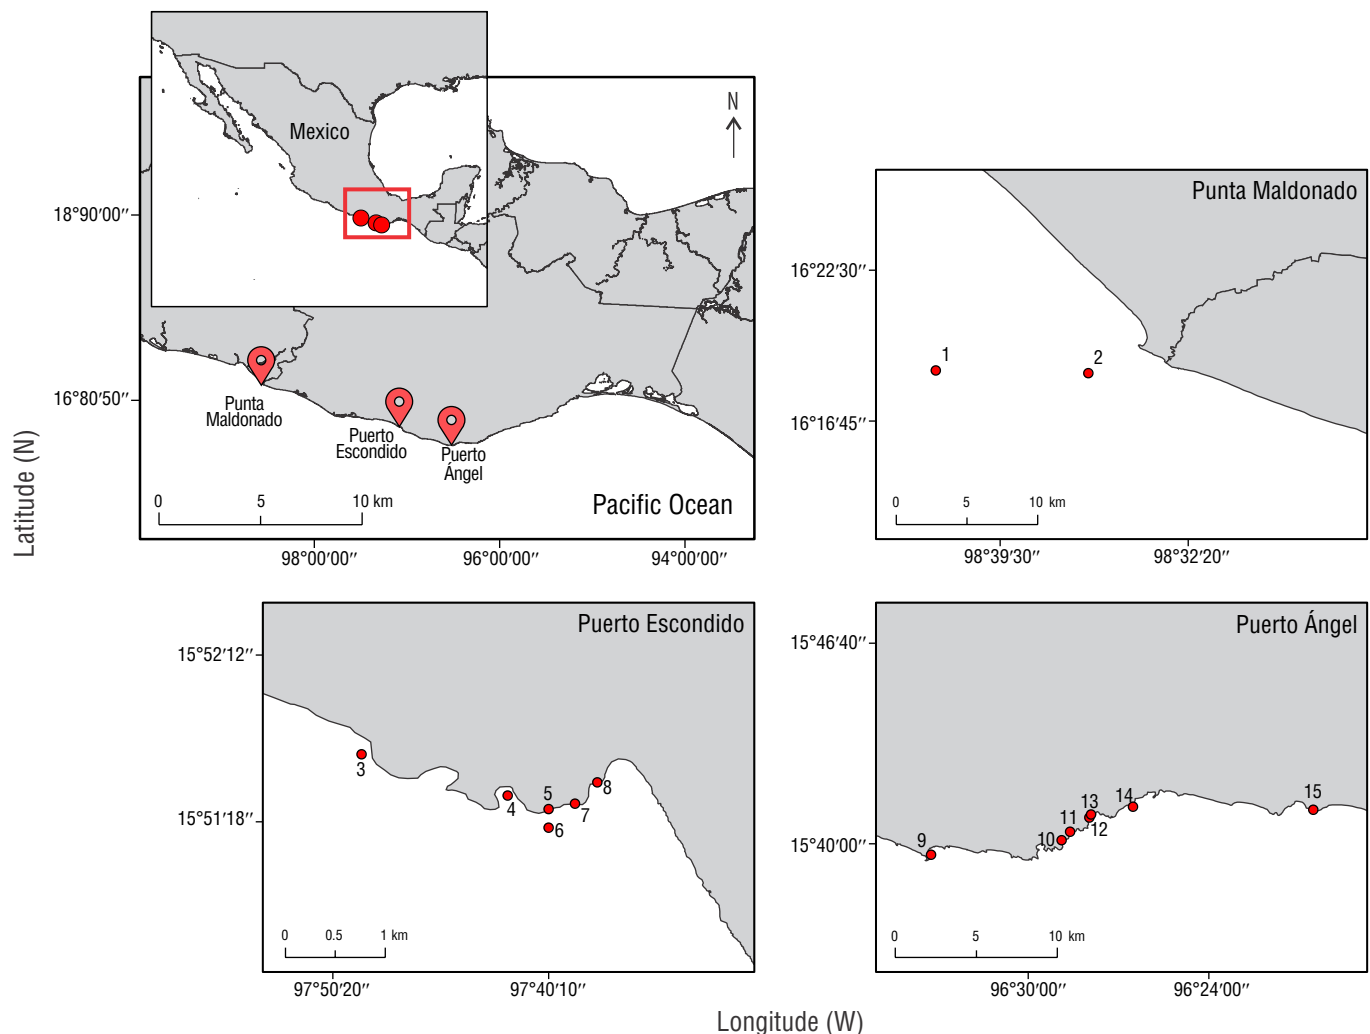 Mexico
N
18°90′00″
16°80′50″
Punta
Maldonado
Puerto
Escondido
Puerto
Ángel
0 5 10 km
Pacific Ocean
98°00′00″ 96°00′00″ 94°00′00″
Punta Maldonado
16°22′30″
16°16′45″
1
2
0 5 10 km
98°39′30″ 98°32′20″
Latitude (N)
Puerto Escondido
15°52′12″
15°51′18″
3
4
5
6
7
8
0 0.5 1 km
97°50′20″ 97°40′10″
Puerto Ángel
15°46′40″
15°40′00″
9
10
11
12
13
14
15
0 5 10 km
96°30′00″ 96°24′00″
Longitude (W)